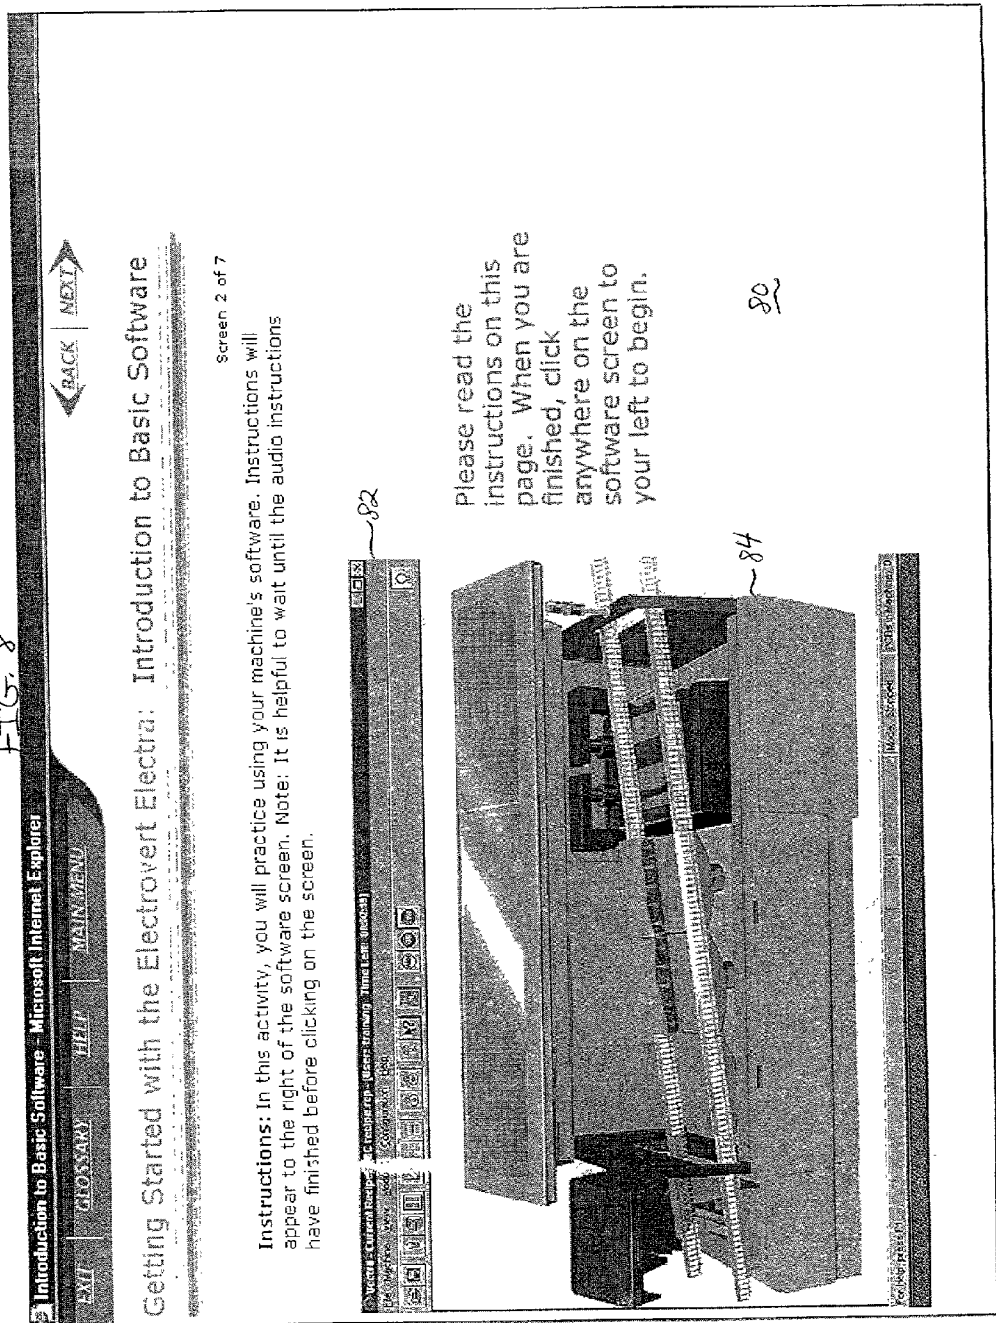 FIG. 8
Introduction to Basic Software - Microsoft Internet Explorer
EXIT GLOSSARY HELP MAIN MENU
BACK NEXT
Getting Started with the Electrovert Electra: Introduction to Basic Software
Screen 2 of 7
Instructions: In this activity, you will practice using your machine's software. Instructions will
appear to the right of the software screen. Note: It is helpful to wait until the audio instructions
have finished before clicking on the screen.
82
Please read the
instructions on this
page. When you are
finished, click
anywhere on the
software screen to
your left to begin.
84
80